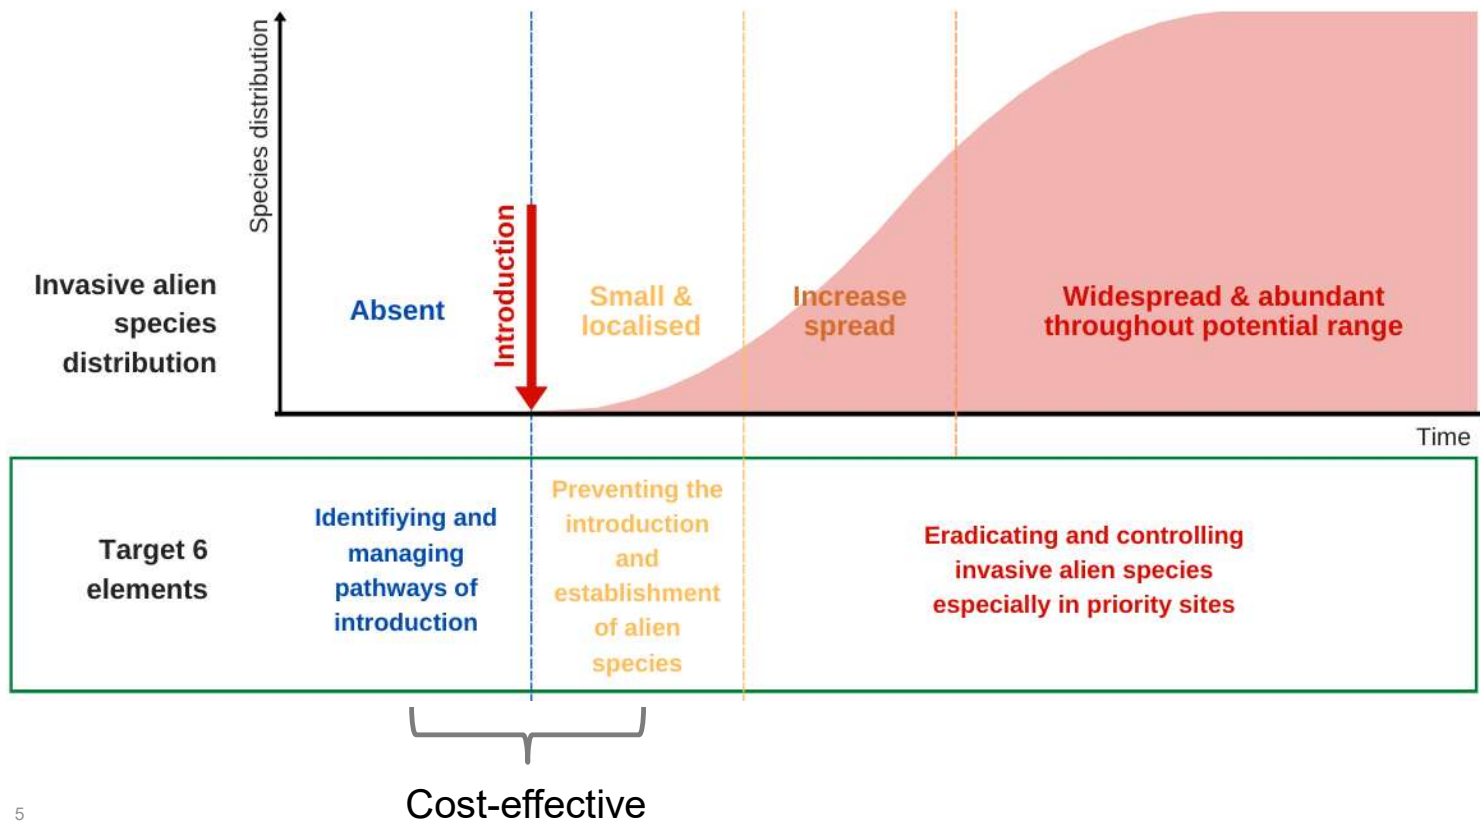 Species distribution
Invasive alien
species
distribution
Absent
Introduction
Small &
localised
Increase
spread
Widespread & abundant
throughout potential range
Time
Target 6
elements
Identifiying and
managing
pathways of
introduction
Preventing the
introduction
and
establishment
of alien
species
Eradicating and controlling
invasive alien species
especially in priority sites
Cost-effective
5